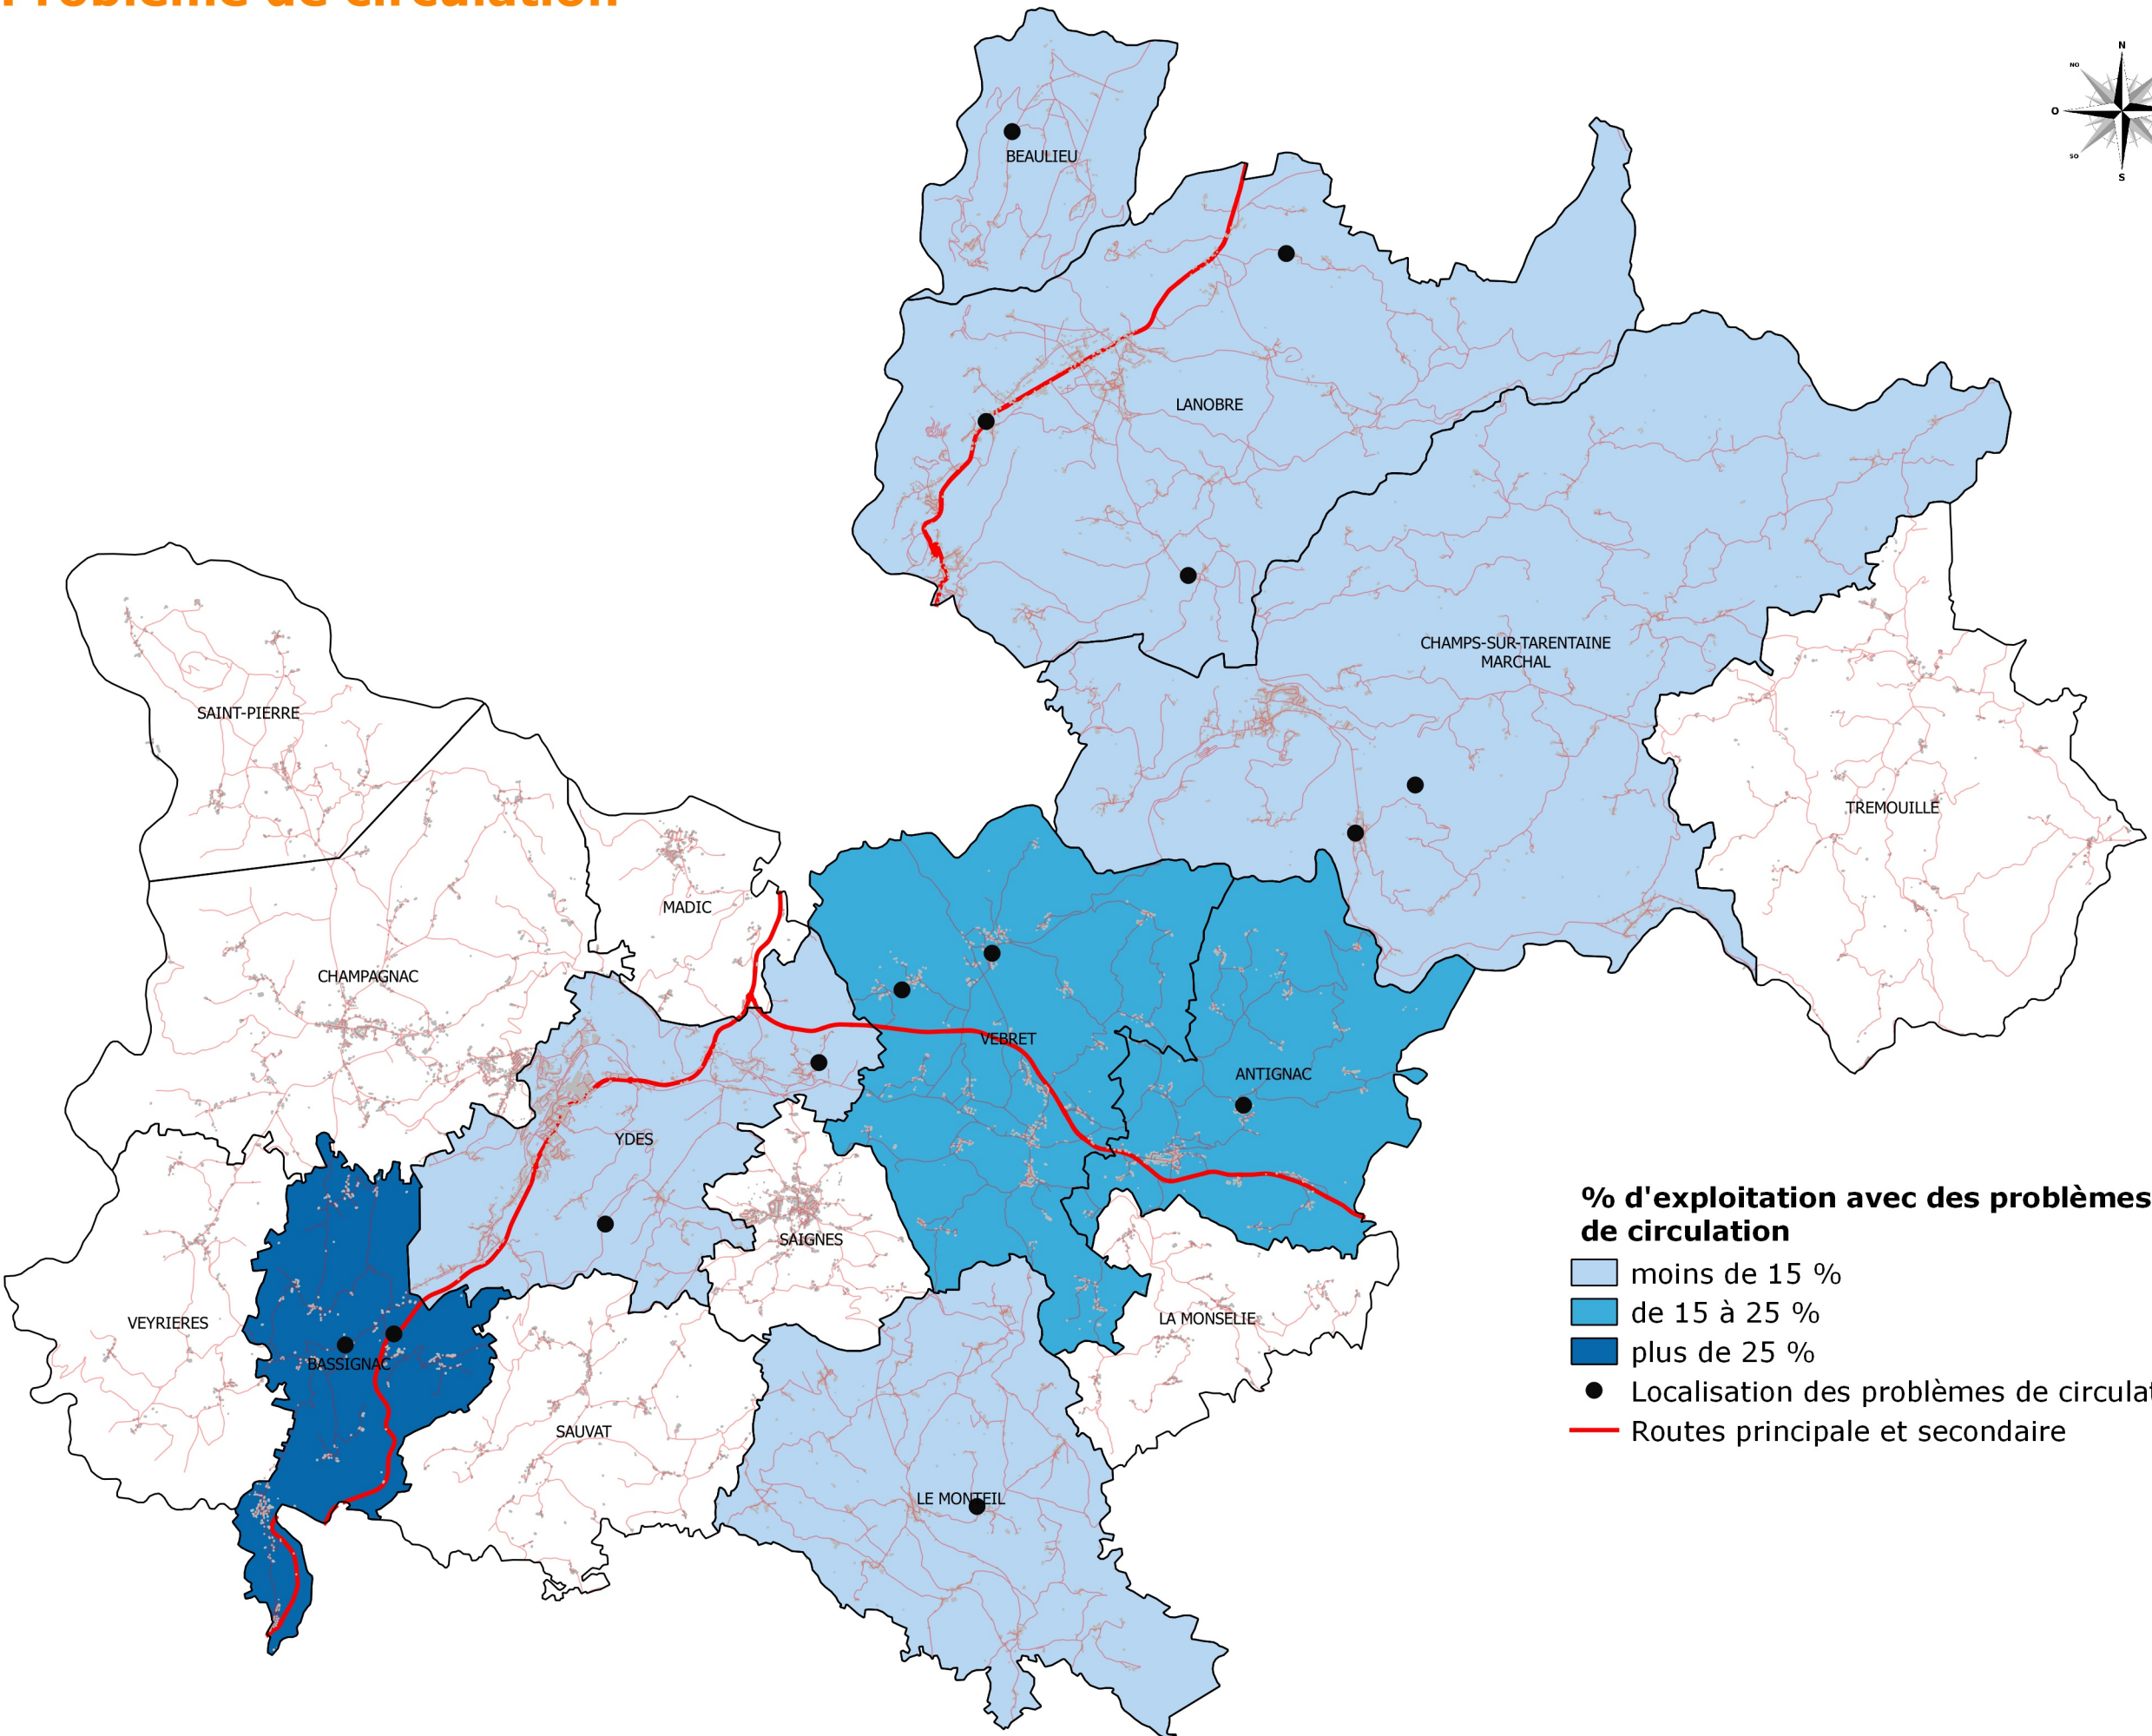 N
NO
O
SO
S
BEAULIEU
LANOBRE
CHAMPS-SUR-TARENTAINE
MARCHAL
SAINT-PIERRE
TREMOUILLE
MADIC
CHAMPAGNAC
VEBRET
ANTIGNAC
YDES
SAIGNES
VEYRIERES
BASSIGNAC
LA MONSELIE
SAUVAT
LE MONTEIL
% d'exploitation avec des problèmes
de circulation
moins de 15 %
de 15 à 25 %
plus de 25 %
Localisation des problèmes de
Routes principale et secondaire